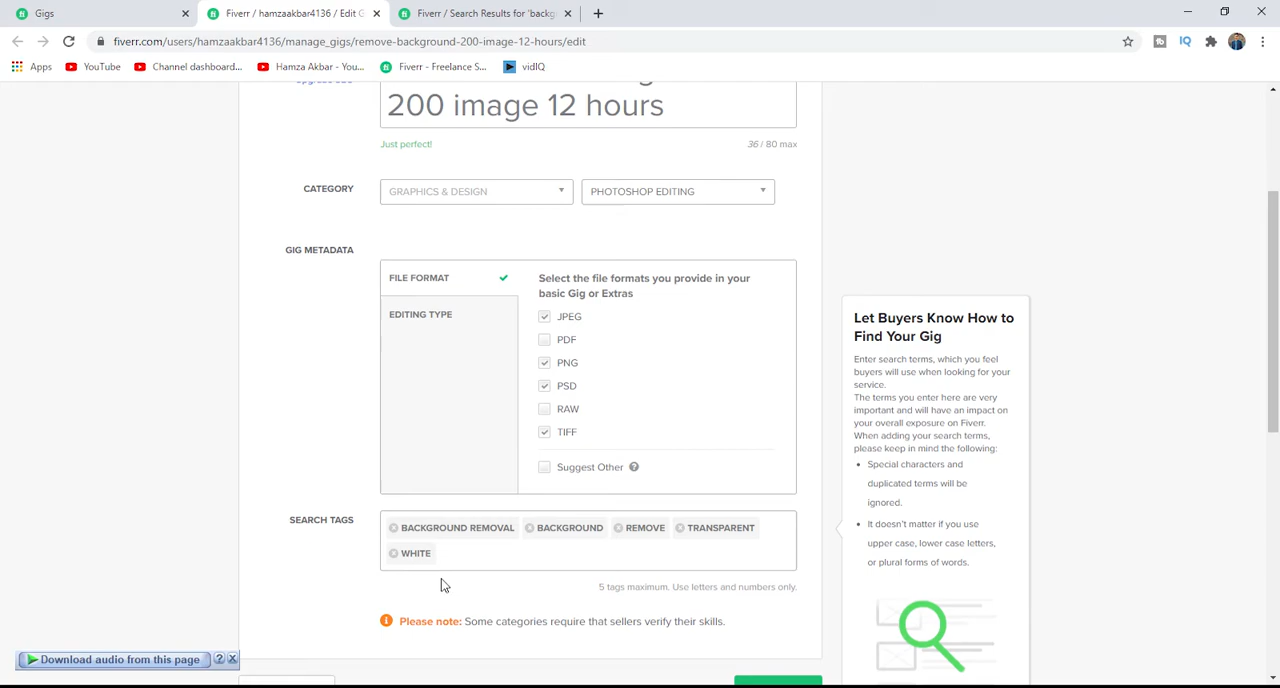 Gigs
Fiverr / hamzaakbar4136 / Edit G
Fiverr / Search Results for 'backg
fiverr.com/users/hamzaakbar4136/manage_gigs/remove-background-200-image-12-hours/edit
Apps
YouTube
Channel dashboard...
Hamza Akbar - You...
Fiverr - Freelance S...
vidIQ
200 image 12 hours
Just perfect!
36 / 80 max
CATEGORY
GRAPHICS & DESIGN
PHOTOSHOP EDITING
GIG METADATA
FILE FORMAT
Select the file formats you provide in your
basic Gig or Extras
EDITING TYPE
JPEG
PDF
PNG
PSD
RAW
TIFF
Suggest Other
SEARCH TAGS
BACKGROUND REMOVAL
BACKGROUND
REMOVE
TRANSPARENT
WHITE
5 tags maximum. Use letters and numbers only.
Please note: Some categories require that sellers verify their skills.
Let Buyers Know How to
Find Your Gig
Enter search terms, which you feel
buyers will use when looking for your
service.
The terms you enter here are very
important and will have an impact on
your overall exposure on Fiverr.
When adding your search terms,
please keep in mind the following:
Special characters and
duplicated terms will be
ignored.
It doesn't matter if you use
upper case, lower case letters,
or plural forms of words.
Download audio from this page